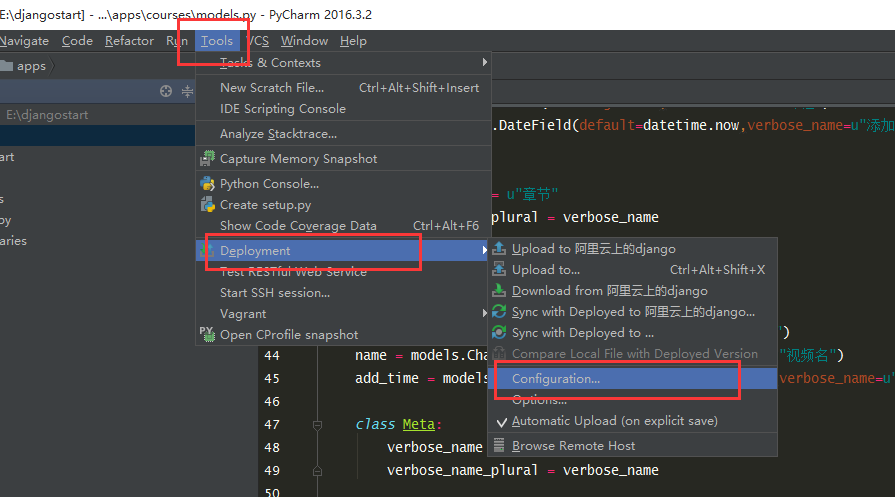 E:\djangostart] - ...\apps\courses\models.py - PyCharm 2016.3.2
Navigate Code Refactor Run Tools VCS Window Help
apps
Tasks & Contexts
New Scratch File... Ctrl+Alt+Shift+Insert
IDE Scripting Console
E:\djangostart
.DateField(default=datetime.now,verbose_name=u"添加
Analyze Stacktrace...
art
Capture Memory Snapshot
Python Console...
= u"章节"
s
Create setup.py
py
_plural = verbose_name
Show Code Coverage Data Ctrl+Alt+F6
aries
Deployment
Upload to 阿里云上的django
Test RESTful Web Service
Upload to... Ctrl+Alt+Shift+X
Start SSH session...
Download from 阿里云上的django
Vagrant
Sync with Deployed to 阿里云上的django...
Open CProfile snapshot
Sync with Deployed to ...
")
44 name = models.Cha
Compare Local File with Deployed Version
"视频名")
45 add_time = models
Configuration...
,verbose_name=u"
46
Options...
47 class Meta:
Automatic Upload (on explicit save)
48 verbose_name
Browse Remote Host
49 verbose_name_plural = verbose_name
50